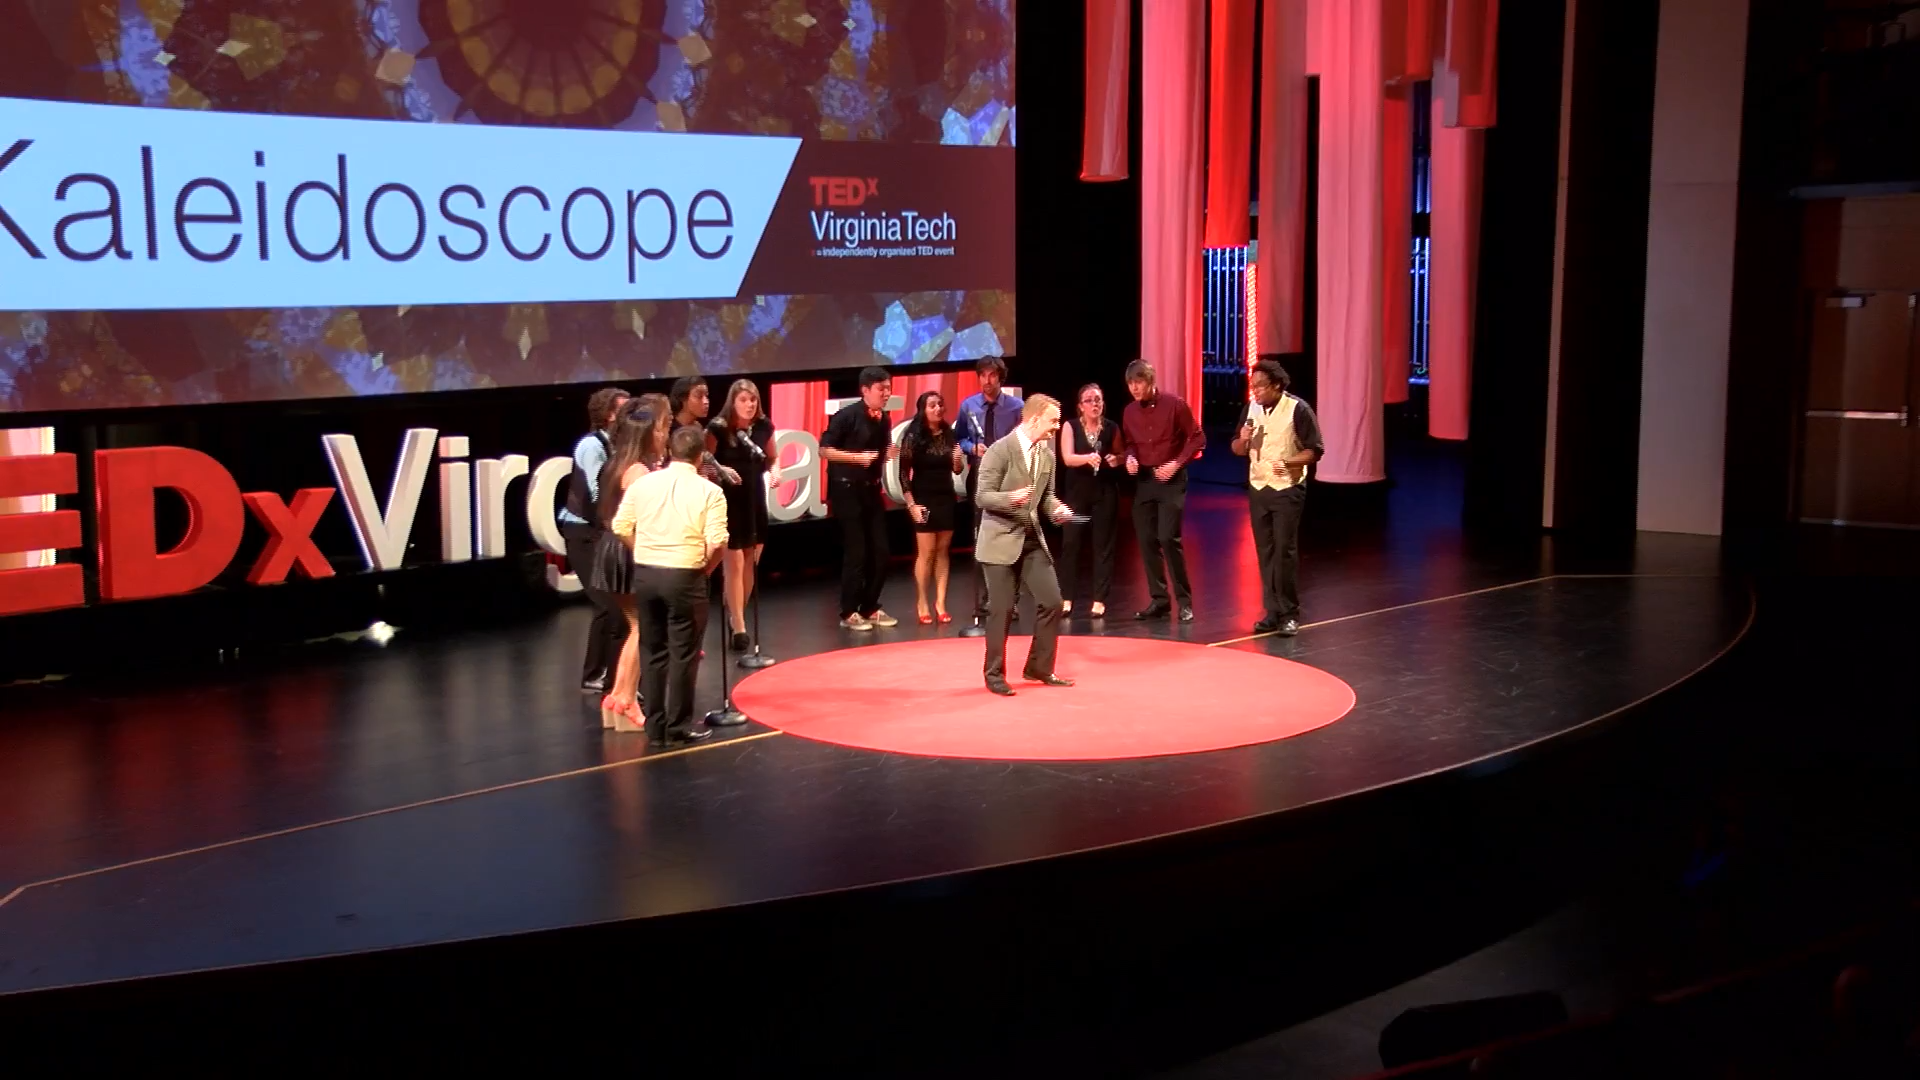 Kaleidoscope
TEDx
VirginiaTech
x = independently organized TED event
EDxVirg a